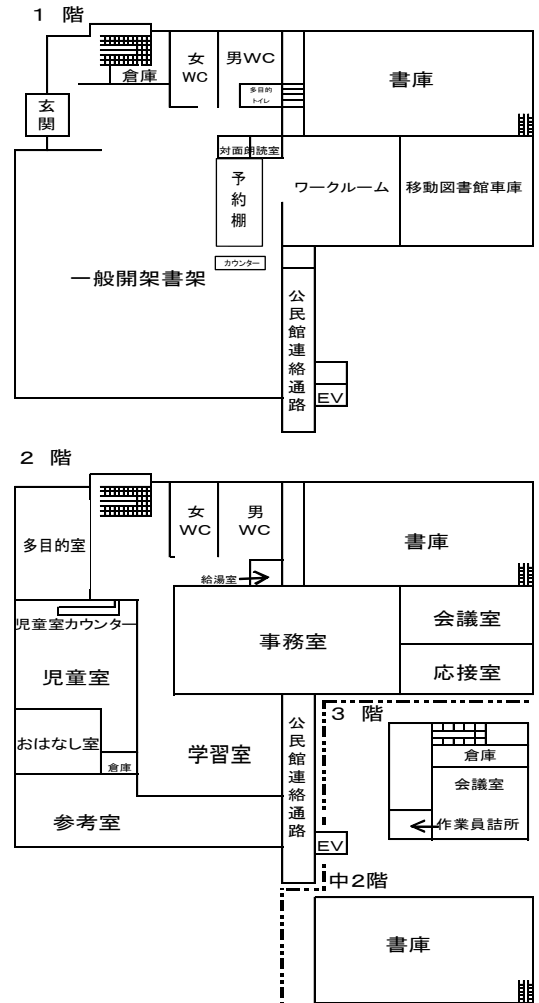 1 階
倉庫
女
WC
男WC
多目的
トイレ
書庫
玄関
対面朗読室
予約棚
ワークルーム
移動図書館車庫
カウンター
一般開架書架
公民館連絡通路
EV
2 階
多目的室
女
WC
男
WC
給湯室
書庫
児童室カウンター
児童室
事務室
会議室
応接室
おはなし室
倉庫
学習室
参考室
公民館連絡通路
EV
3 階
倉庫
会議室
作業員詰所
中2階
書庫